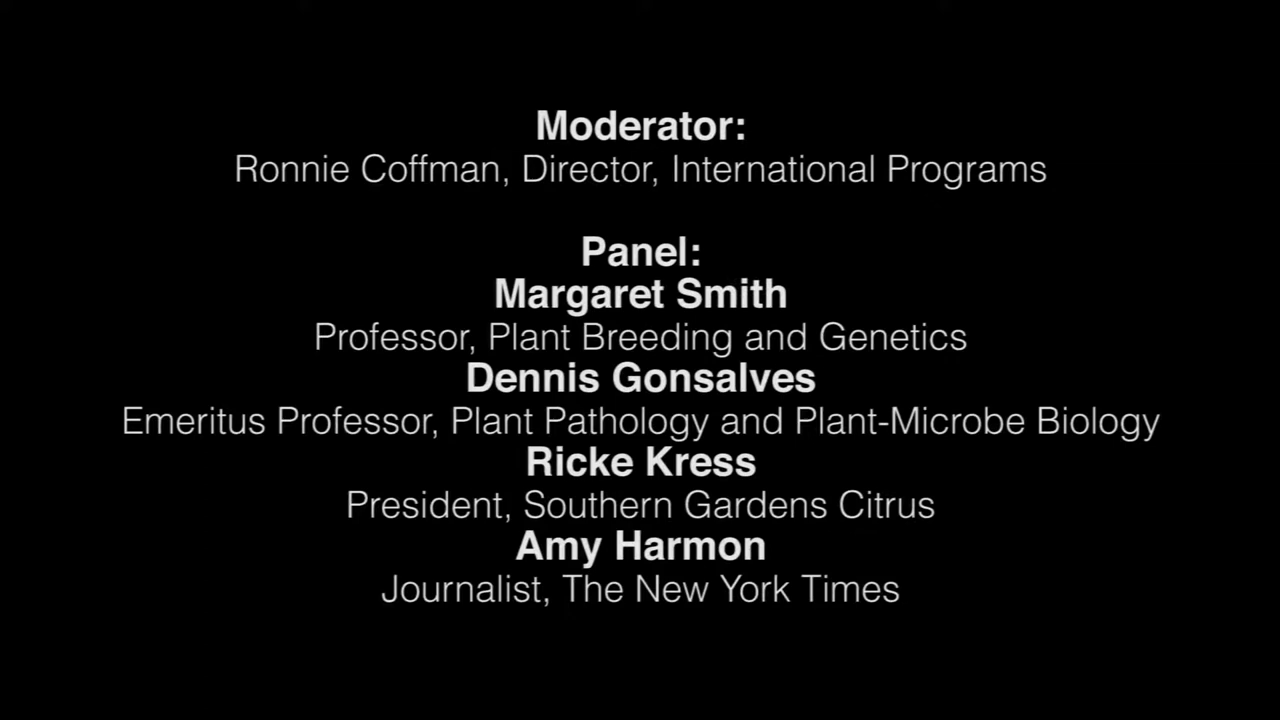 Moderator:
Ronnie Coffman, Director, International Programs
Panel:
Margaret Smith
Professor, Plant Breeding and Genetics
Dennis Gonsalves
Emeritus Professor, Plant Pathology and Plant-Microbe Biology
Ricke Kress
President, Southern Gardens Citrus
Amy Harmon
Journalist, The New York Times